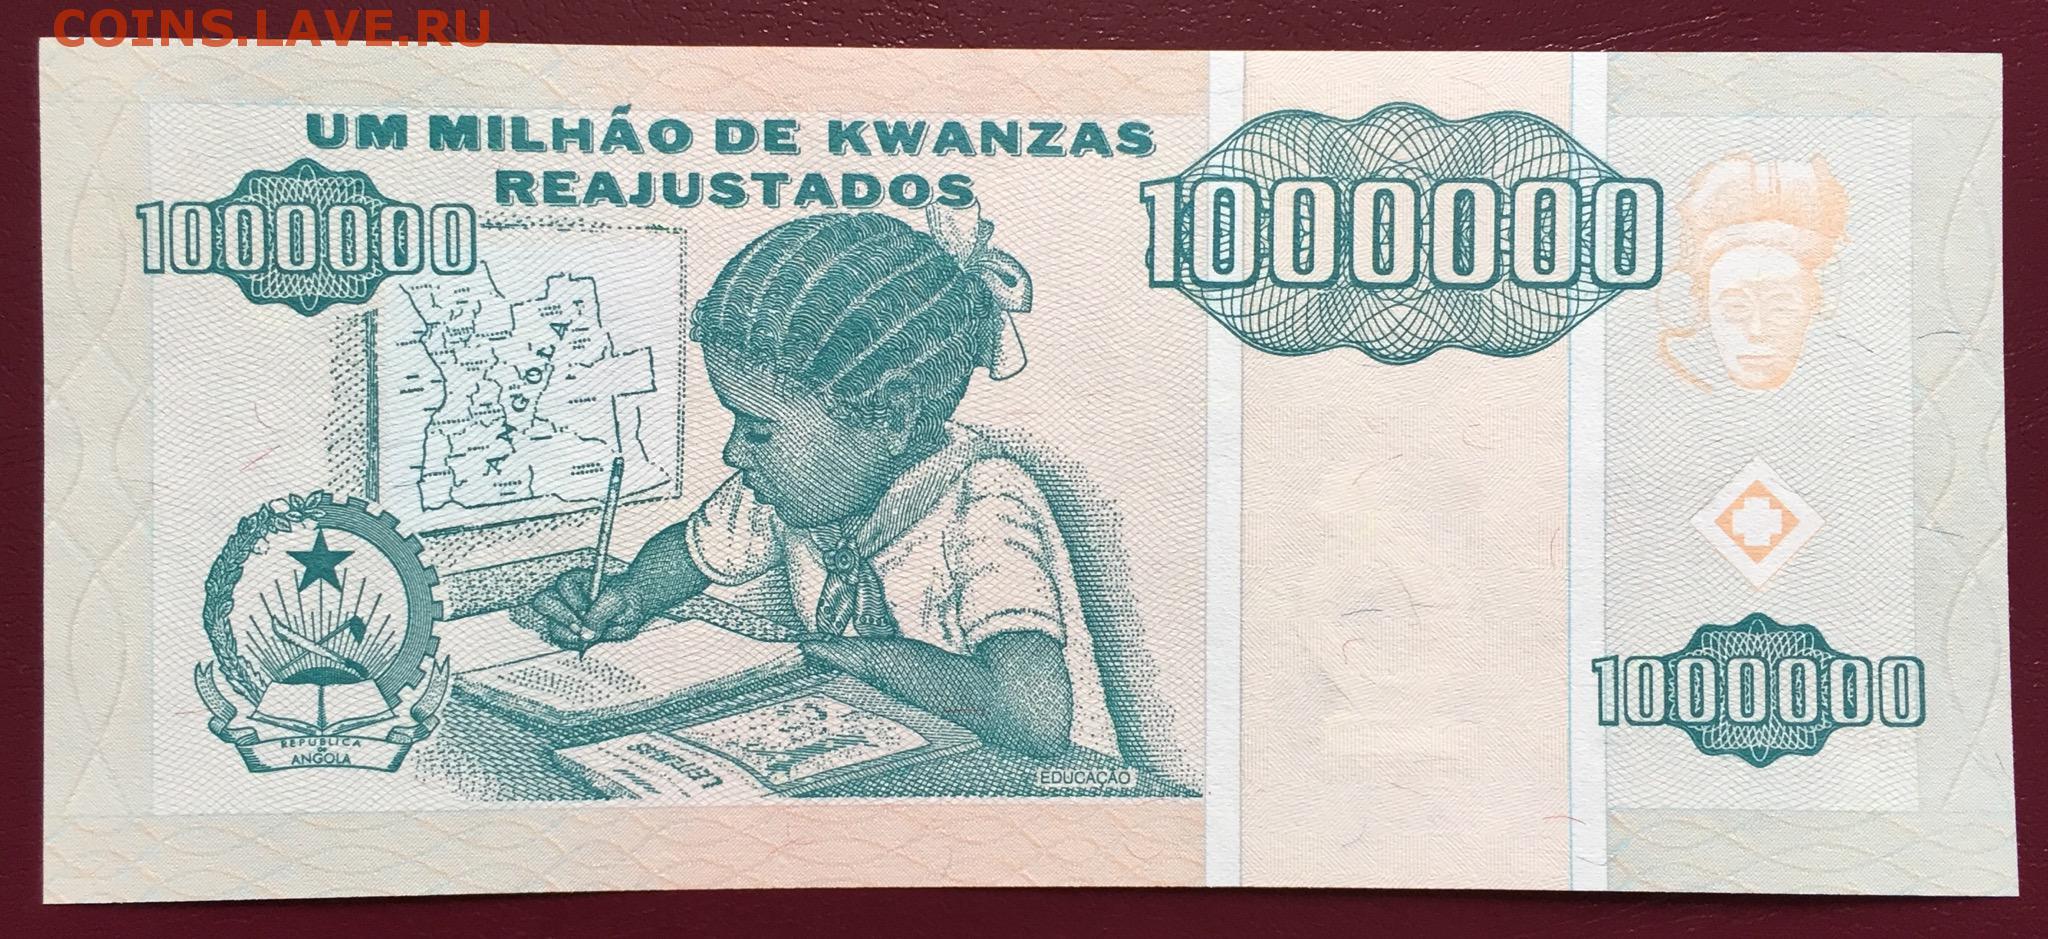 COINS.LAVE.RU
UM MILHÃO DE KWANZAS
REAJUSTADOS
1000000
1000000
ANGOLA
REPUBLICA
DE
ANGOLA
EDUCAÇÃO
1000000